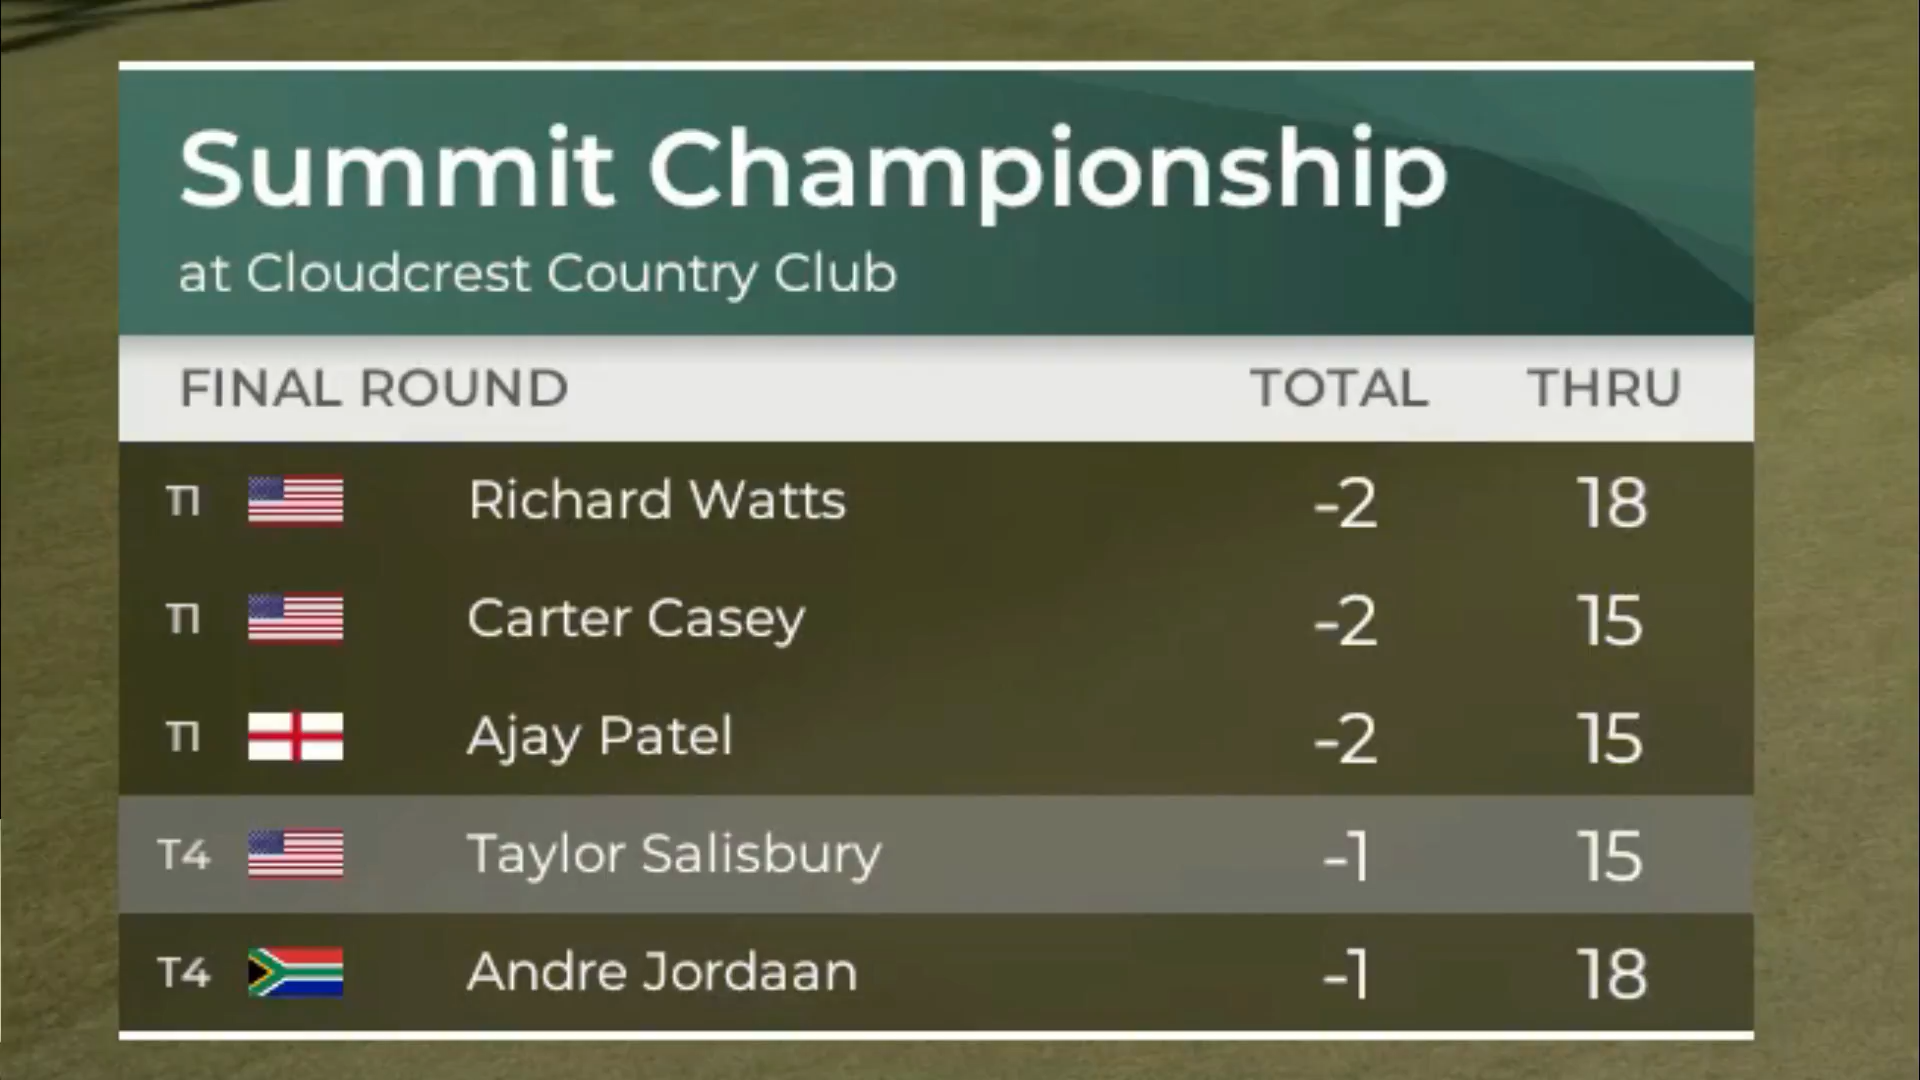 Summit Championship
at Cloudcrest Country Club
FINAL ROUND TOTAL THRU
T1 Richard Watts -2 18
T1 Carter Casey -2 15
T1 Ajay Patel -2 15
T4 Taylor Salisbury -1 15
T4 Andre Jordaan -1 18